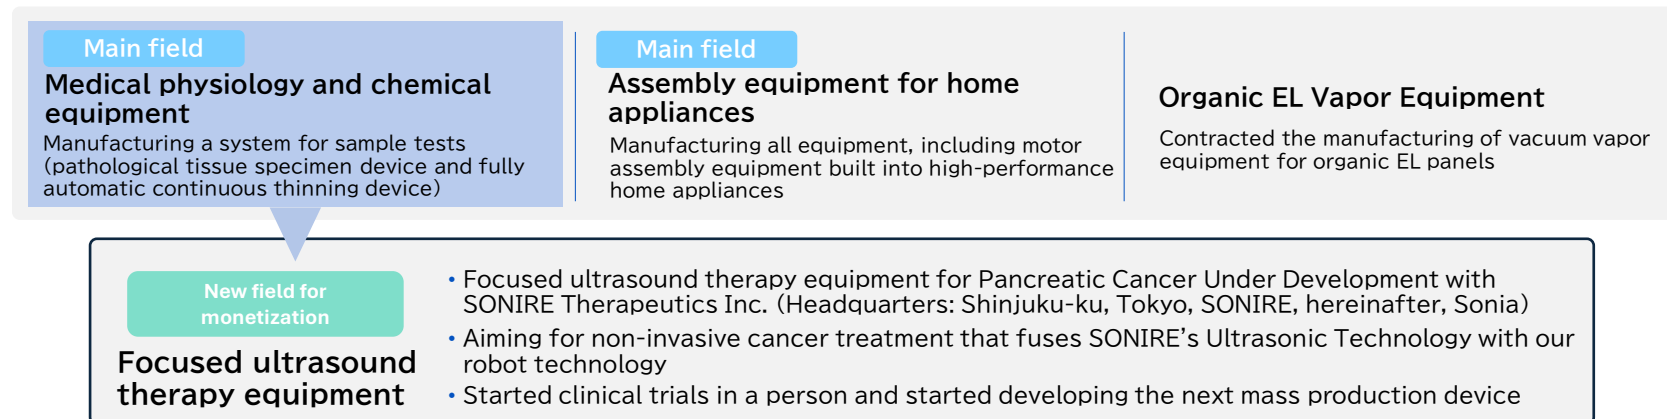 Main field
Medical physiology and chemical
equipment
Manufacturing a system for sample tests
(pathological tissue specimen device and fully
automatic continuous thinning device)
Main field
Assembly equipment for home
appliances
Manufacturing all equipment, including motor
assembly equipment built into high-performance
home appliances
Organic EL Vapor Equipment
Contracted the manufacturing of vacuum vapor
equipment for organic EL panels
New field for
monetization
Focused ultrasound
therapy equipment
• Focused ultrasound therapy equipment for Pancreatic Cancer Under Development with
SONIRE Therapeutics Inc. (Headquarters: Shinjuku-ku, Tokyo, SONIRE, hereinafter, Sonia)
• Aiming for non-invasive cancer treatment that fuses SONIRE’s Ultrasonic Technology with our
robot technology
• Started clinical trials in a person and started developing the next mass production device